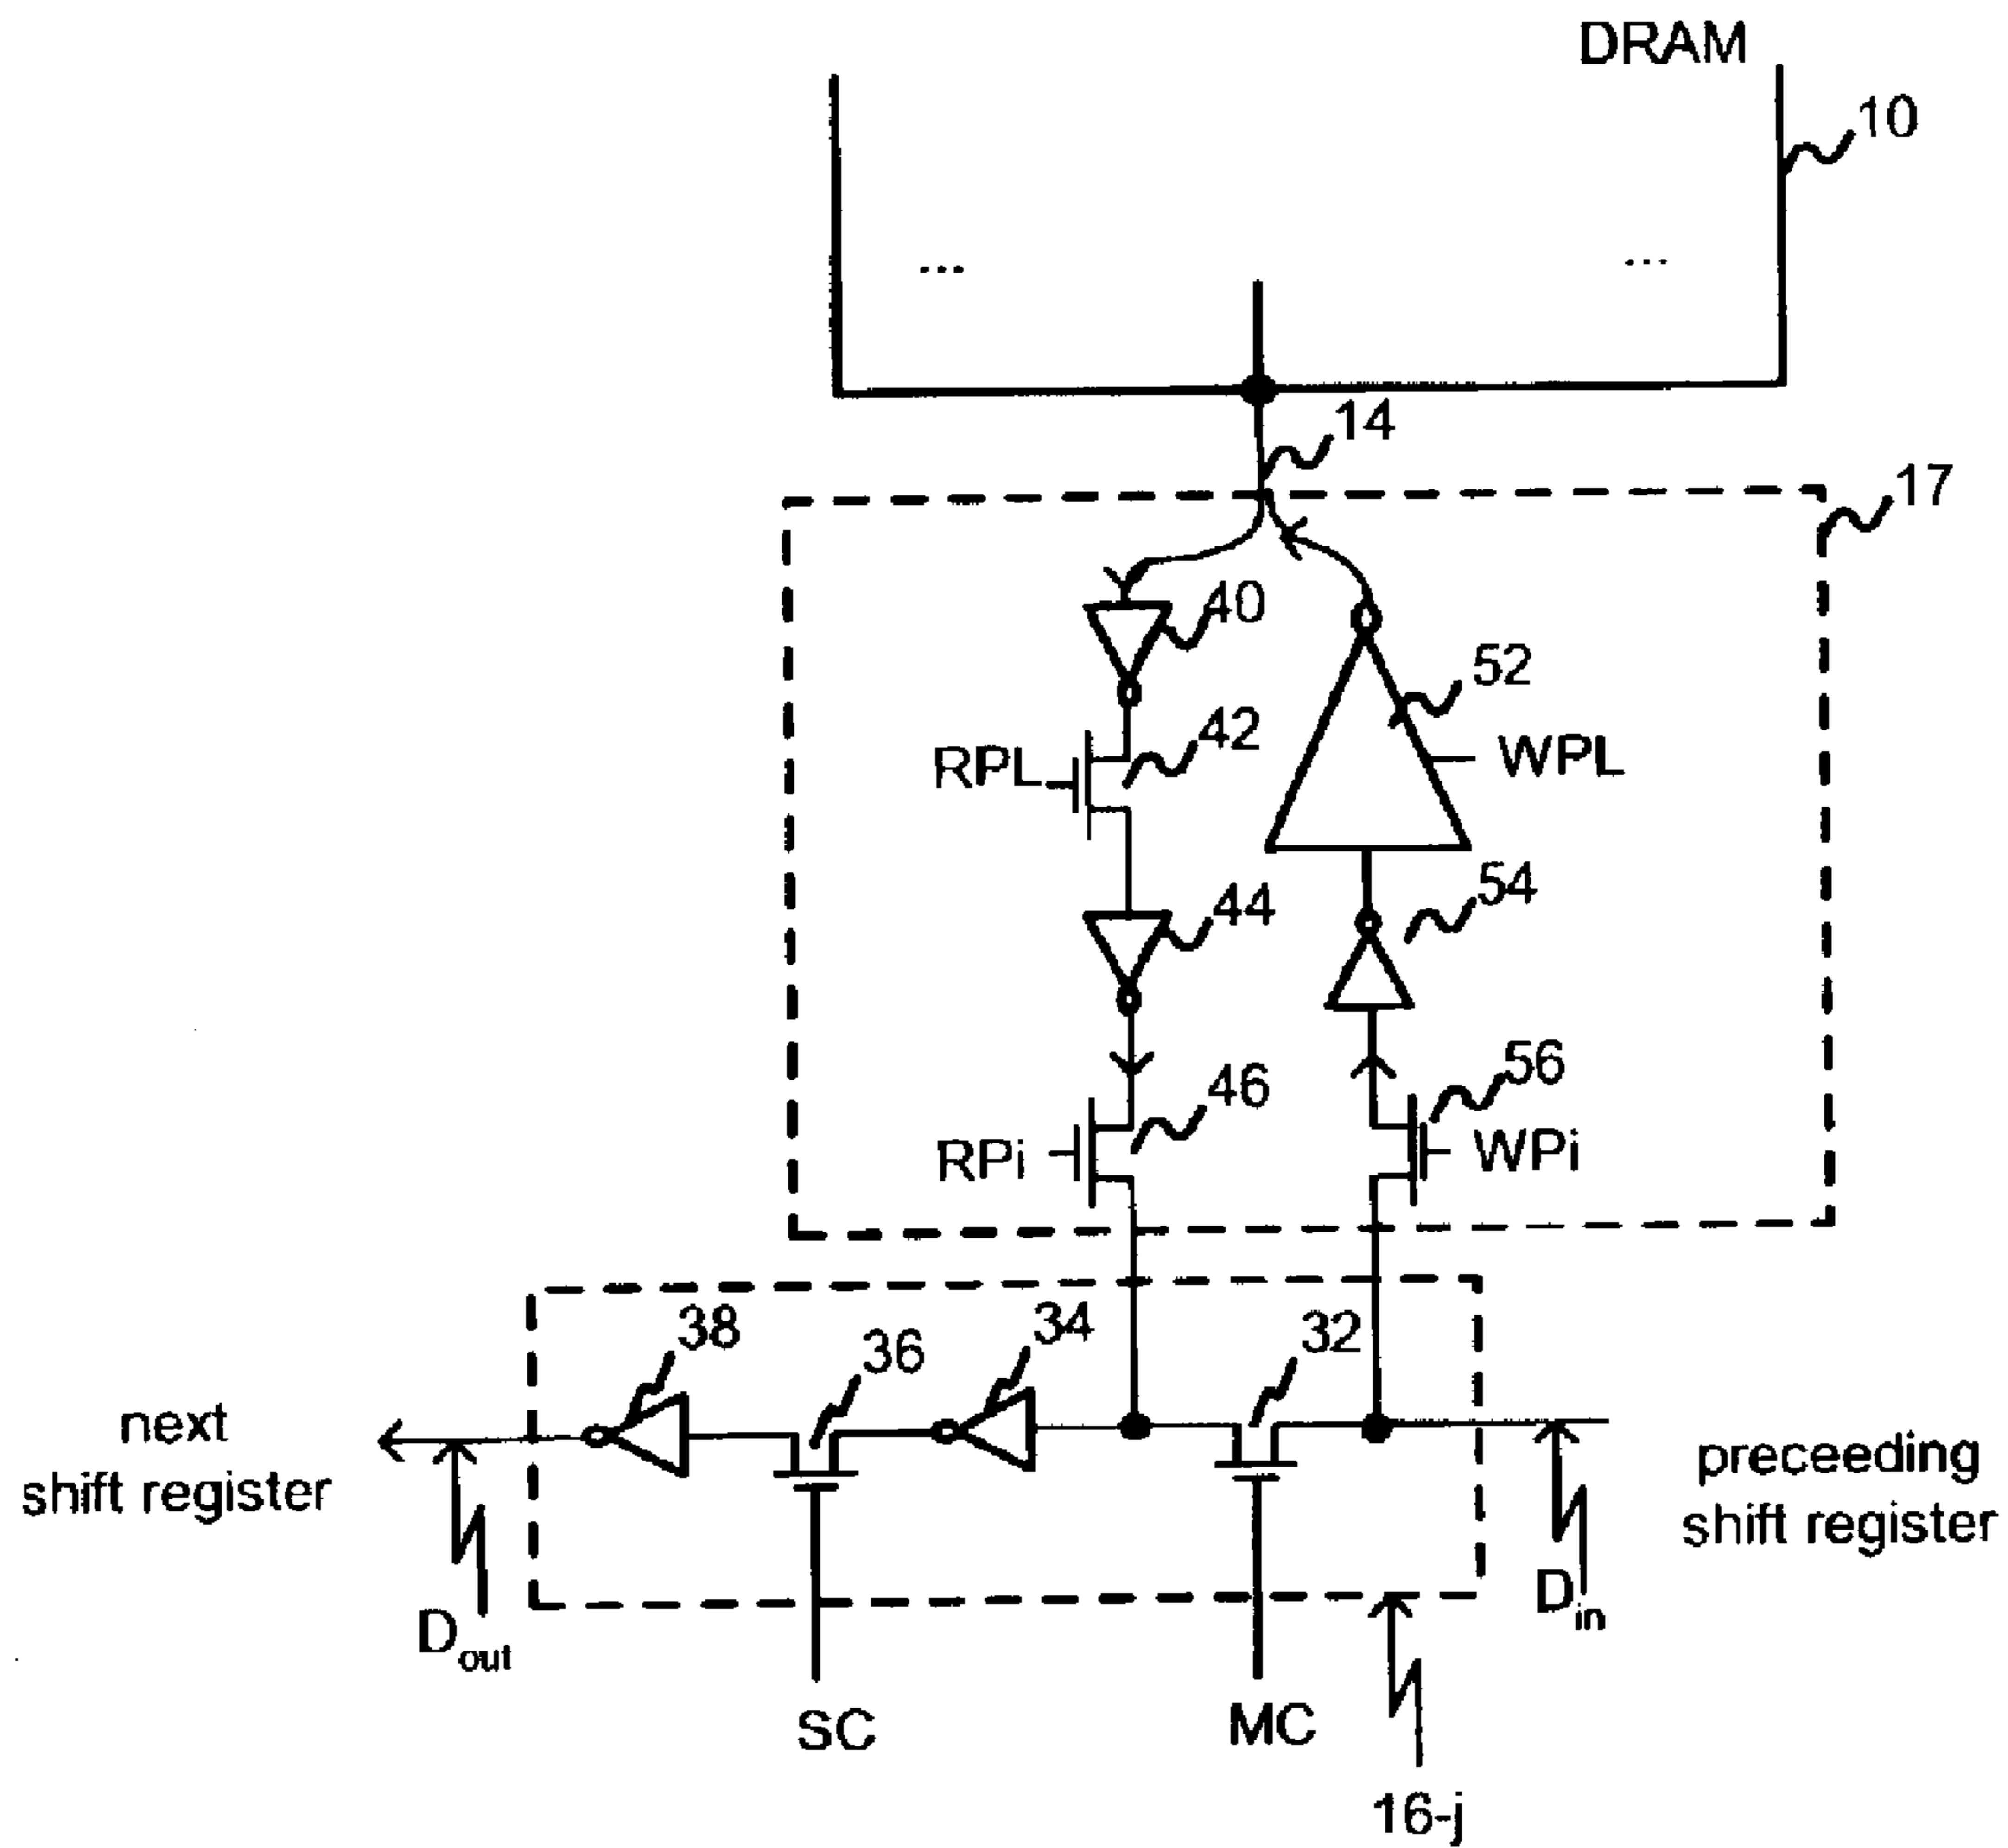 DRAM
10
...
...
14
17
40
52
42
RPL
WPL
54
44
56
46
RPi
WPi
38
36
34
32
next
shift register
preceeding
shift register
Dout
Din
SC
MC
16-j